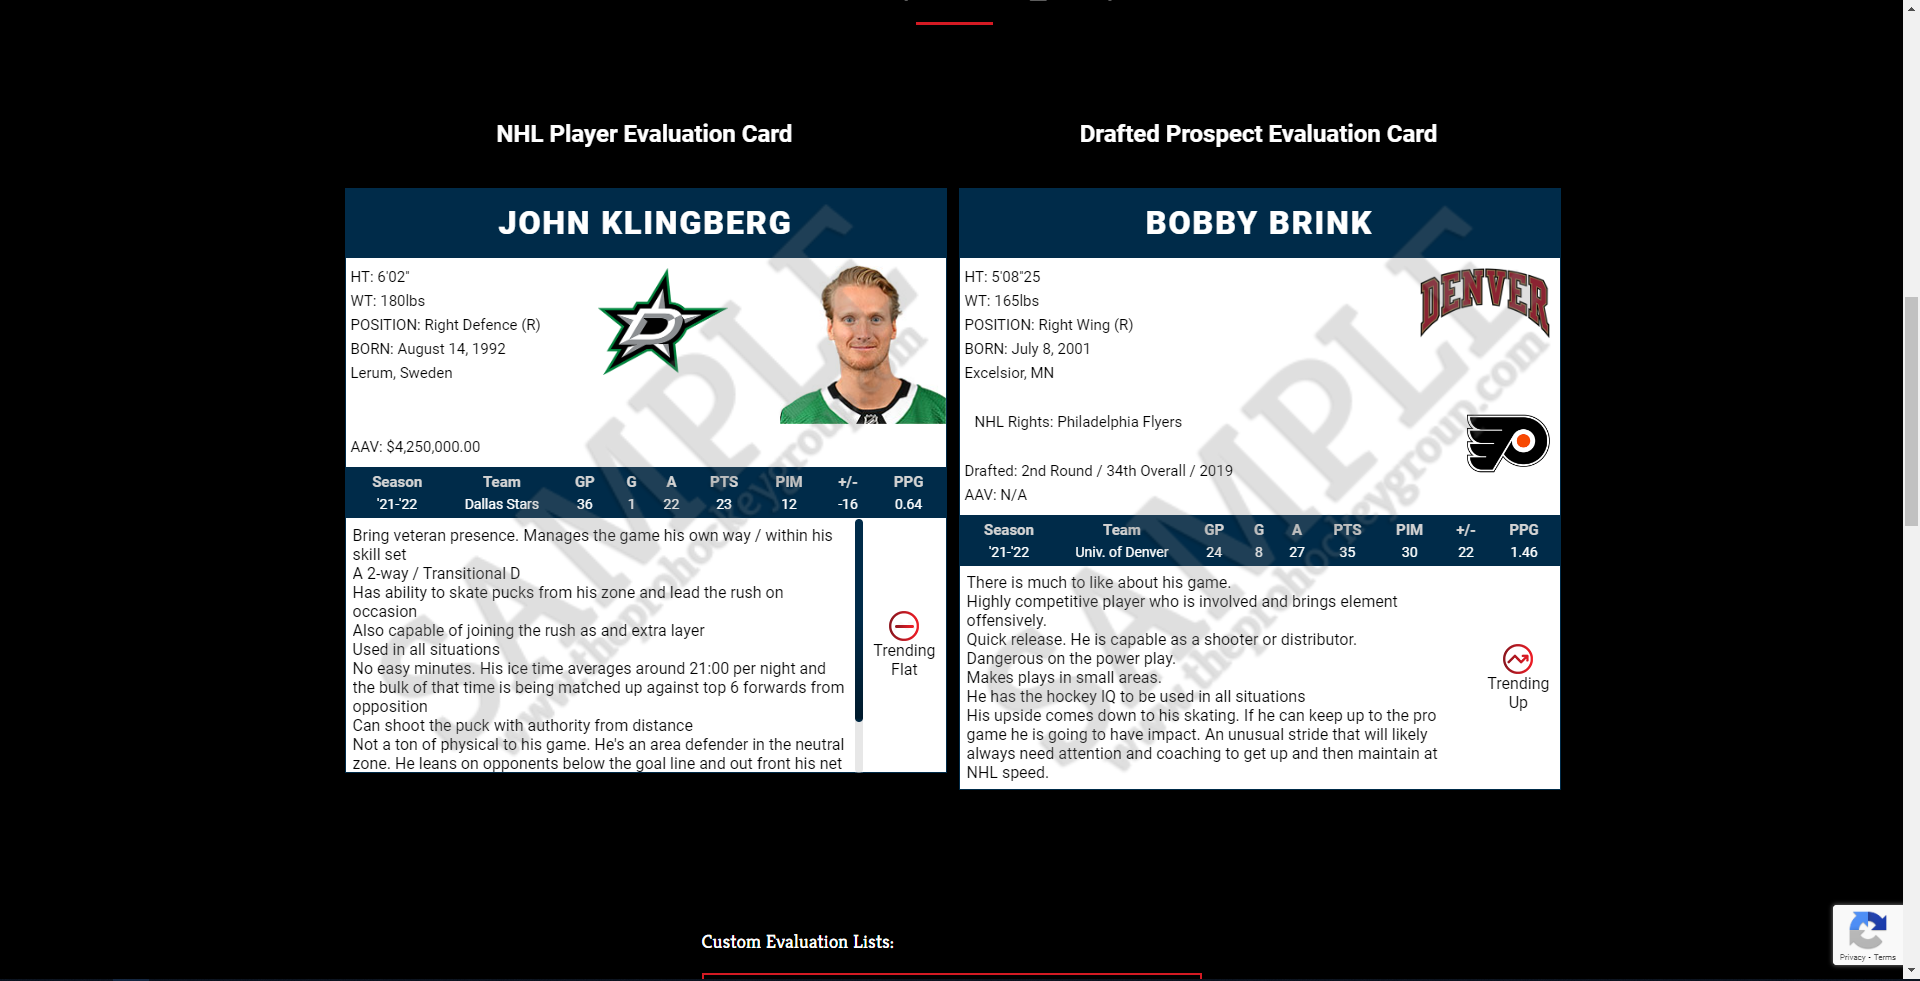 NHL Player Evaluation Card
Drafted Prospect Evaluation Card
JOHN KLINGBERG
HT: 6'02"
WT: 180lbs
POSITION: Right Defence (R)
BORN: August 14, 1992
Lerum, Sweden
AAV: $4,250,000.00
Season Team GP G A PTS PIM +/- PPG
'21-'22 Dallas Stars 36 1 22 23 12 -16 0.64
Bring veteran presence. Manages the game his own way / within his
skill set
A 2-way / Transitional D
Has ability to skate pucks from his zone and lead the rush on
occasion
Also capable of joining the rush as and extra layer
Used in all situations
No easy minutes. His ice time averages around 21:00 per night and
the bulk of that time is being matched up against top 6 forwards from
opposition
Can shoot the puck with authority from distance
Not a ton of physical to his game. He's an area defender in the neutral
zone. He leans on opponents below the goal line and out front his net
Trending
Flat
SAMPLE
www.theprohockeygroup.com
BOBBY BRINK
HT: 5'08"25
WT: 165lbs
POSITION: Right Wing (R)
BORN: July 8, 2001
Excelsior, MN
DENVER
NHL Rights: Philadelphia Flyers
Drafted: 2nd Round / 34th Overall / 2019
AAV: N/A
Season Team GP G A PTS PIM +/- PPG
'21-'22 Univ. of Denver 24 8 27 35 30 22 1.46
There is much to like about his game.
Highly competitive player who is involved and brings element
offensively.
Quick release. He is capable as a shooter or distributor.
Dangerous on the power play.
Makes plays in small areas.
He has the hockey IQ to be used in all situations
His upside comes down to his skating. If he can keep up to the pro
game he is going to have impact. An unusual stride that will likely
always need attention and coaching to get up and then maintain at
NHL speed.
Trending
Up
SAMPLE
www.theprohockeygroup.com
Custom Evaluation Lists:
Privacy - Terms